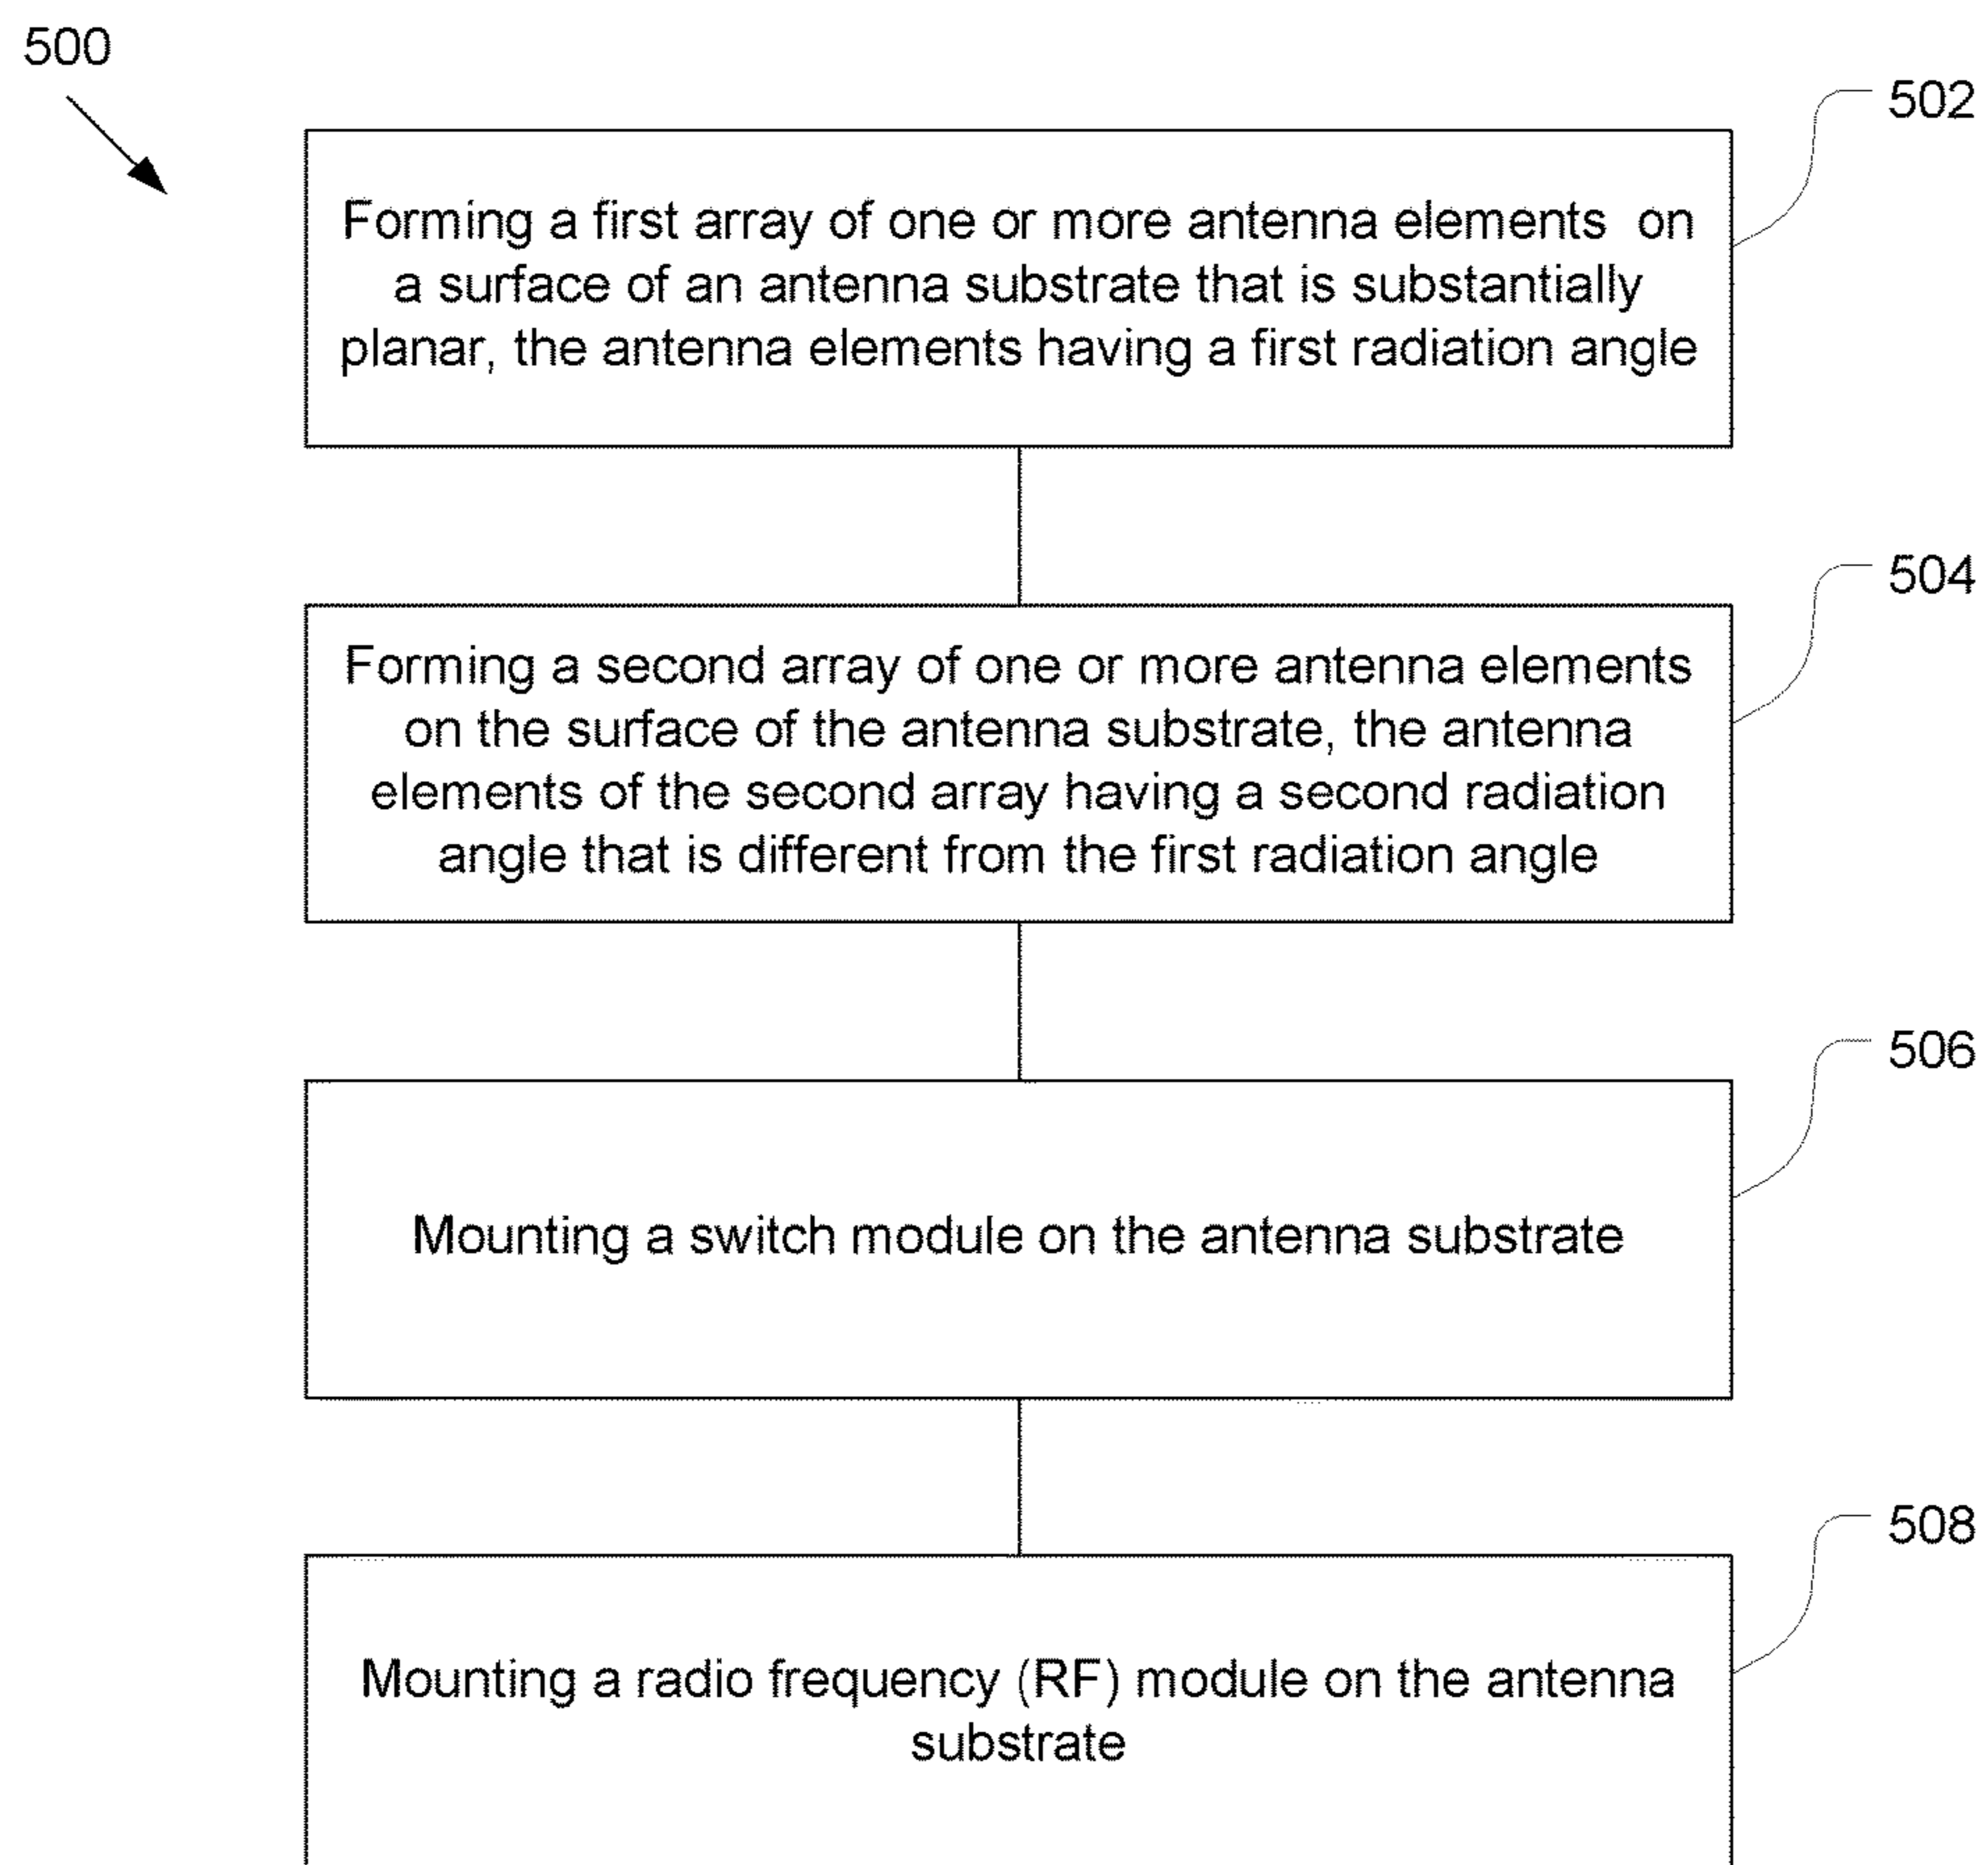 500
502
Forming a first array of one or more antenna elements on
a surface of an antenna substrate that is substantially
planar, the antenna elements having a first radiation angle
504
Forming a second array of one or more antenna elements
on the surface of the antenna substrate, the antenna
elements of the second array having a second radiation
angle that is different from the first radiation angle
506
Mounting a switch module on the antenna substrate
508
Mounting a radio frequency (RF) module on the antenna
substrate